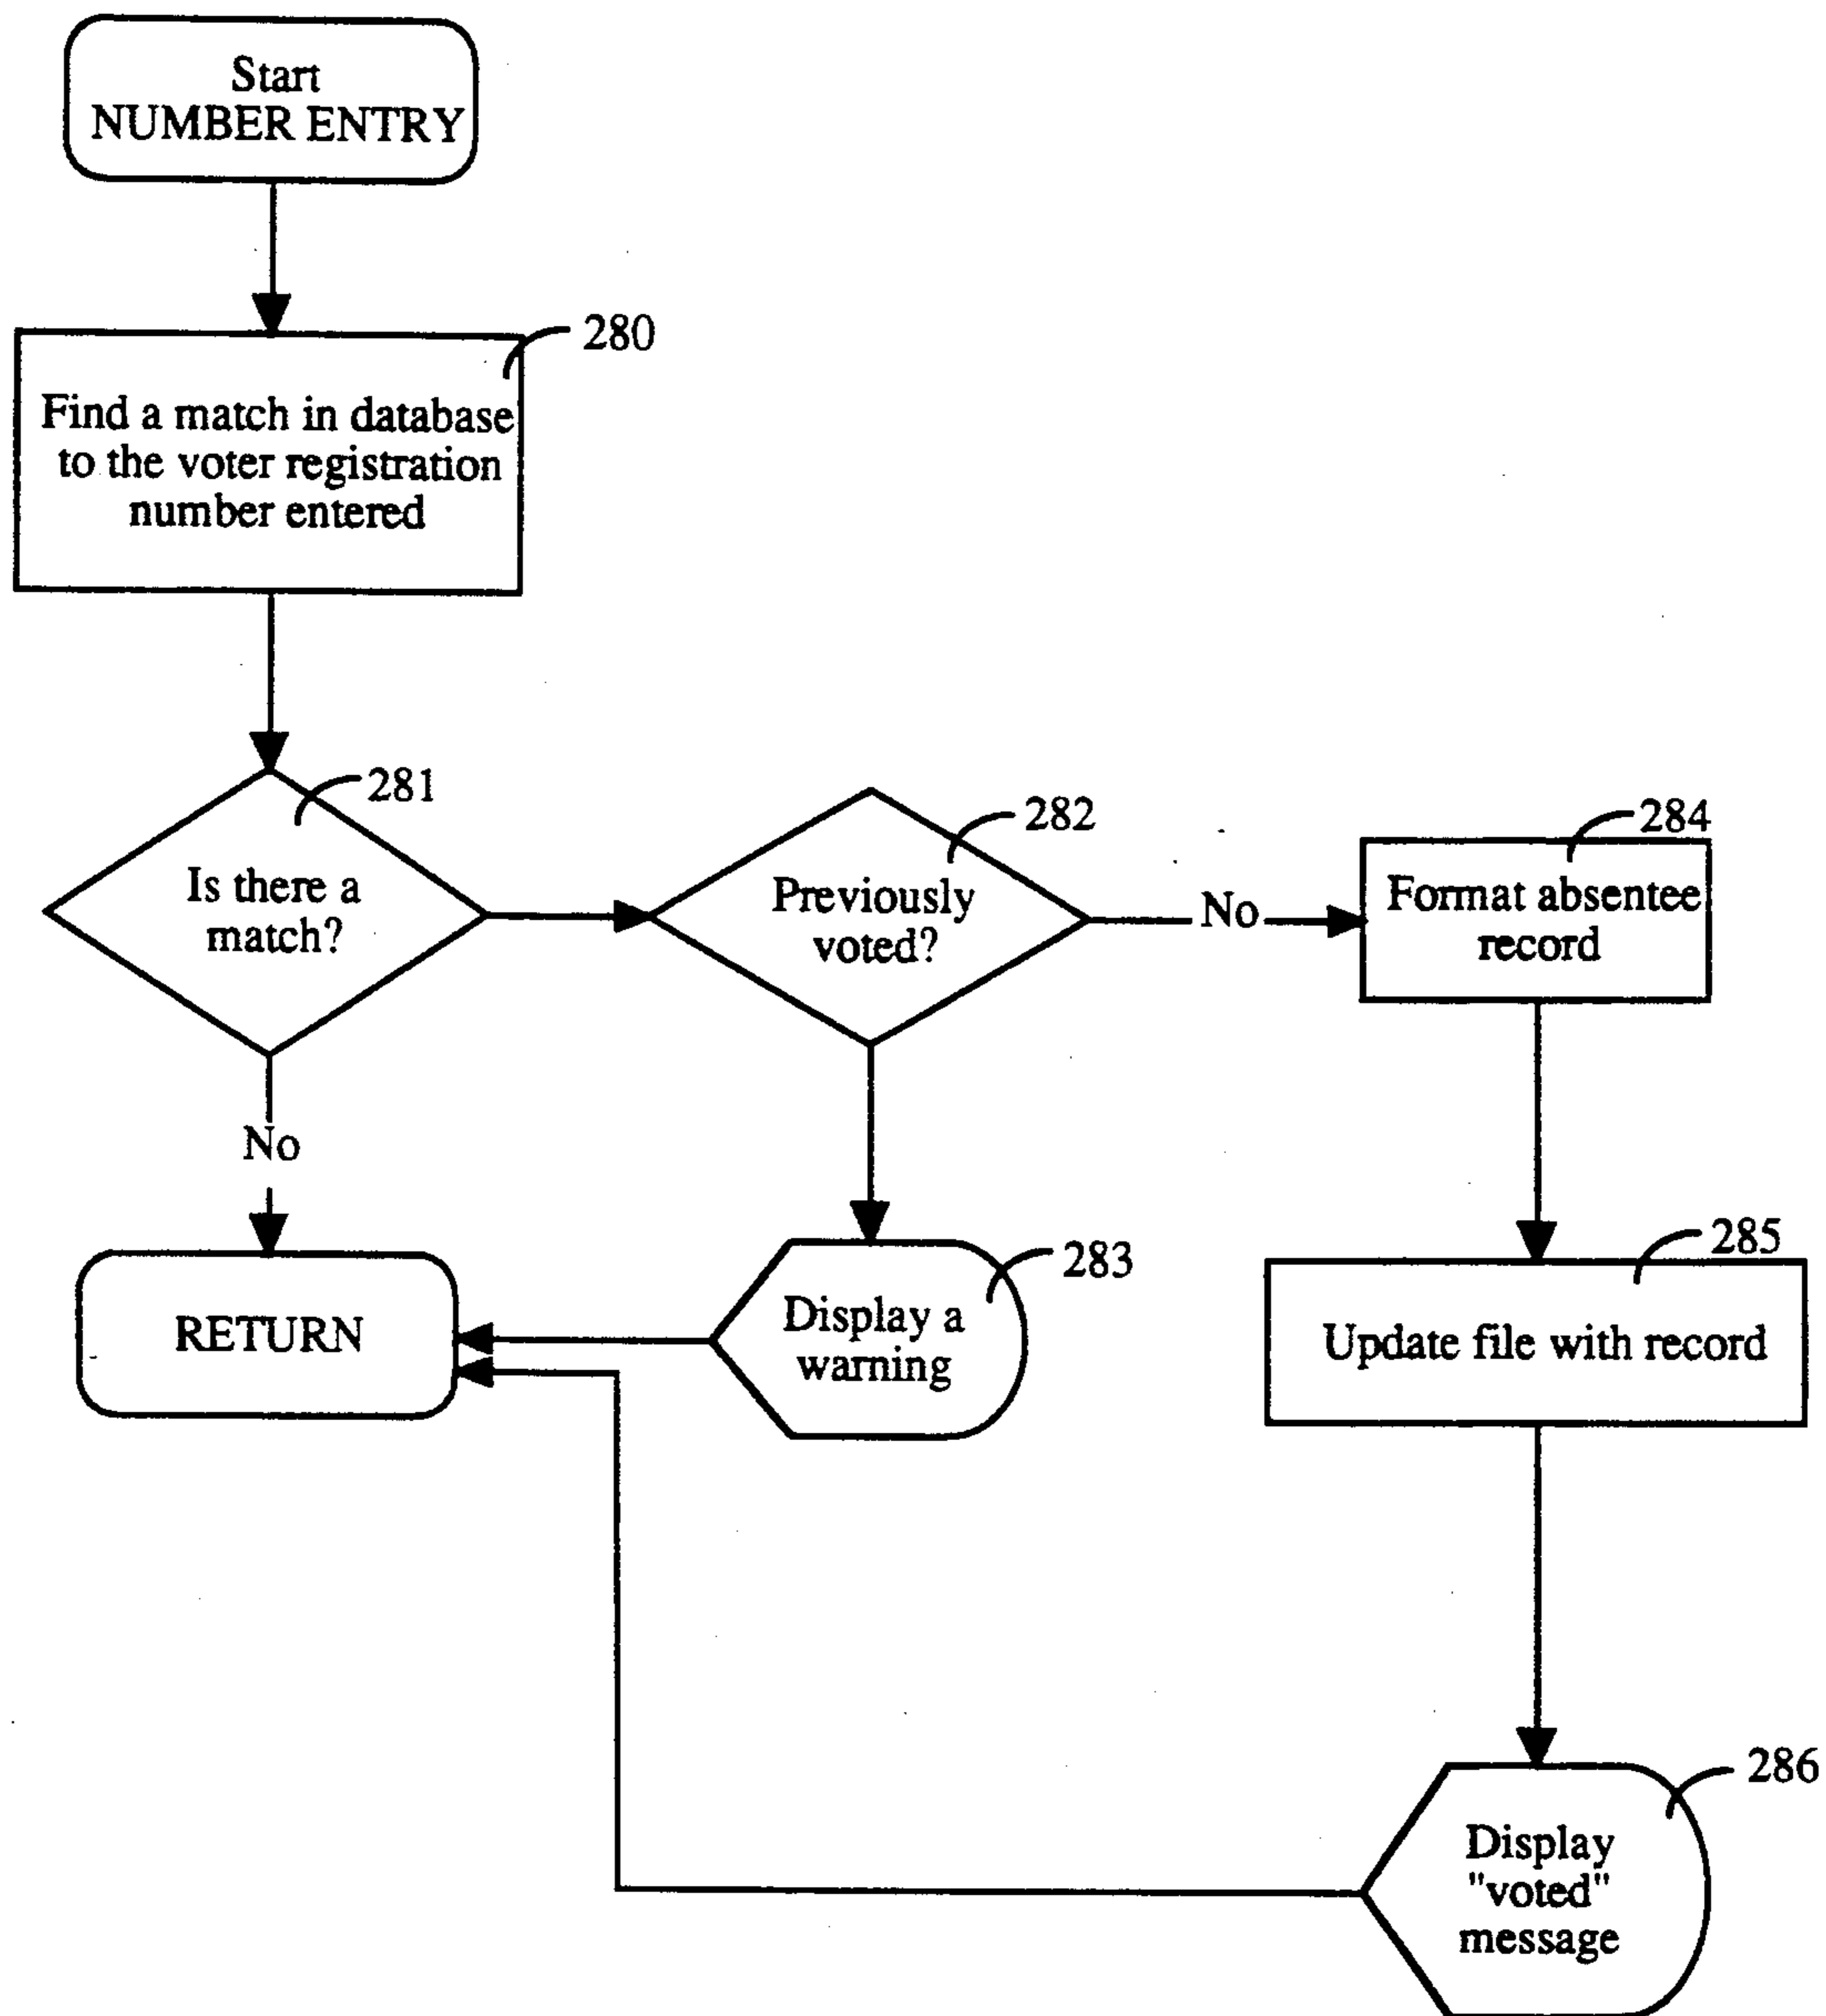 Start
NUMBER ENTRY
280
Find a match in database
to the voter registration
number entered
281
Is there a
match?
282
Previously
voted?
No
284
Format absentee
record
No
RETURN
283
Display a
warning
285
Update file with record
286
Display
"voted"
message